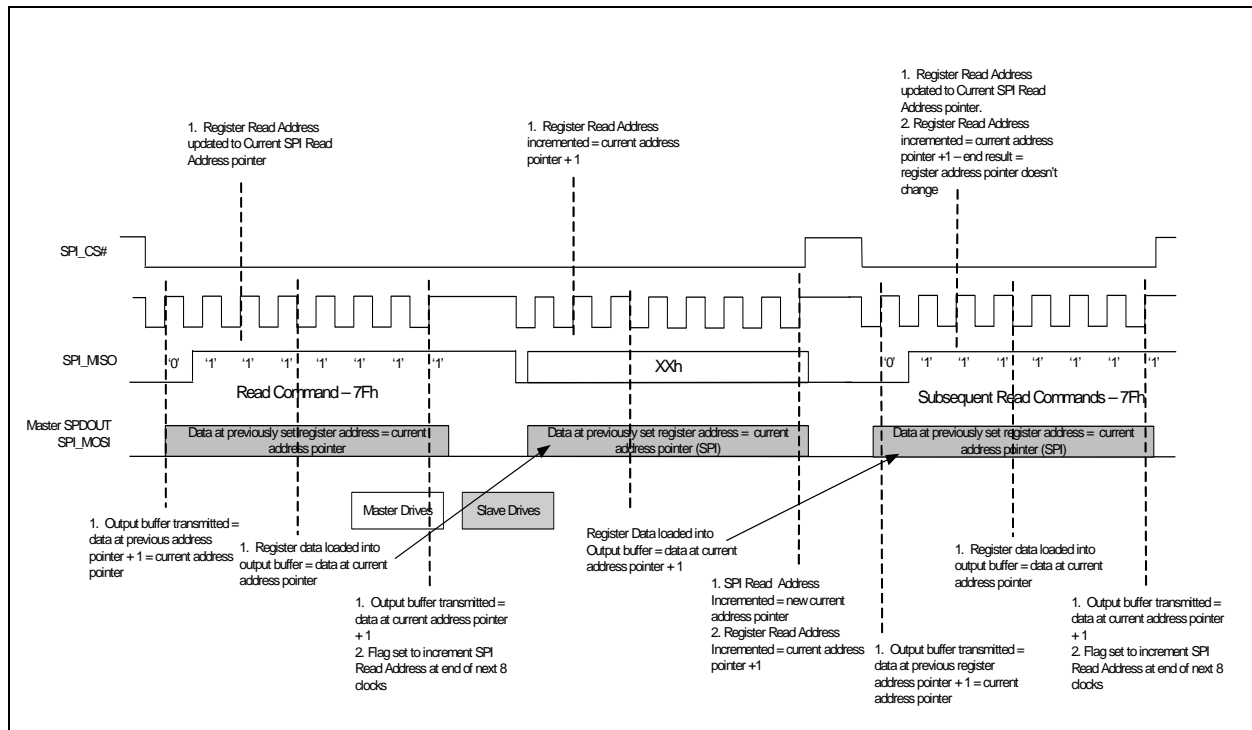 1. Register Read Address
updated to Current SPI Read
Address pointer
1. Register Read Address
incremented = current address
pointer + 1
1. Register Read Address
updated to Current SPI Read
Address pointer.
2. Register Read Address
incremented = current address
pointer +1 – end result =
register address pointer doesn't
change
SPI_CS#
SPI_MISO
'0' '1' '1' '1' '1' '1' '1' '1'
XXh
'0' '1' '1' '1' '1' '1' '1' '1'
Read Command – 7Fh
Subsequent Read Commands – 7Fh
Master SPDOUT
SPI_MOSI
Data at previously set register address = current
address pointer
Data at previously set register address = current
address pointer (SPI)
Data at previously set register address = current
address pointer (SPI)
Master Drives
Slave Drives
1. Output buffer transmitted =
data at previous address
pointer + 1 = current address
pointer
1. Register data loaded into
output buffer = data at current
address pointer
1. Output buffer transmitted =
data at current address pointer
+ 1
2. Flag set to increment SPI
Read Address at end of next 8
clocks
Register Data loaded into
Output buffer = data at current
address pointer + 1
1. SPI Read Address
Incremented = new current
address pointer
2. Register Read Address
Incremented = current address
pointer +1
1. Output buffer transmitted =
data at previous register
address pointer + 1 = current
address pointer
1. Register data loaded into
output buffer = data at current
address pointer
1. Output buffer transmitted =
data at current address pointer
+ 1
2. Flag set to increment SPI
Read Address at end of next 8
clocks